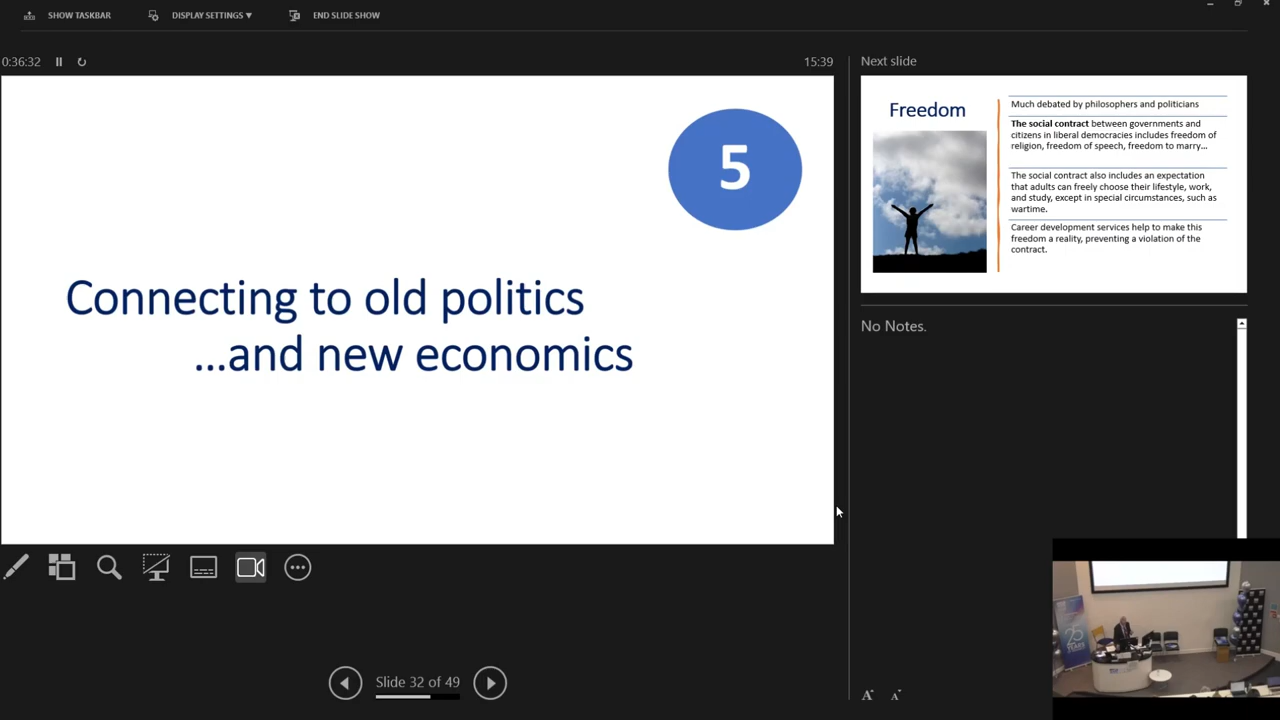 SHOW TASKBAR
DISPLAY SETTINGS ▼
END SLIDE SHOW
0:36:32
15:39
Next slide
5
Connecting to old politics
...and new economics
Slide 32 of 49
Freedom
Much debated by philosophers and politicians
The social contract between governments and
citizens in liberal democracies includes freedom of
religion, freedom of speech, freedom to marry...
The social contract also includes an expectation
that adults can freely choose their lifestyle, work,
and study, except in special circumstances, such as
wartime.
Career development services help to make this
freedom a reality, preventing a violation of the
contract.
No Notes.
A
A
25
YEARS